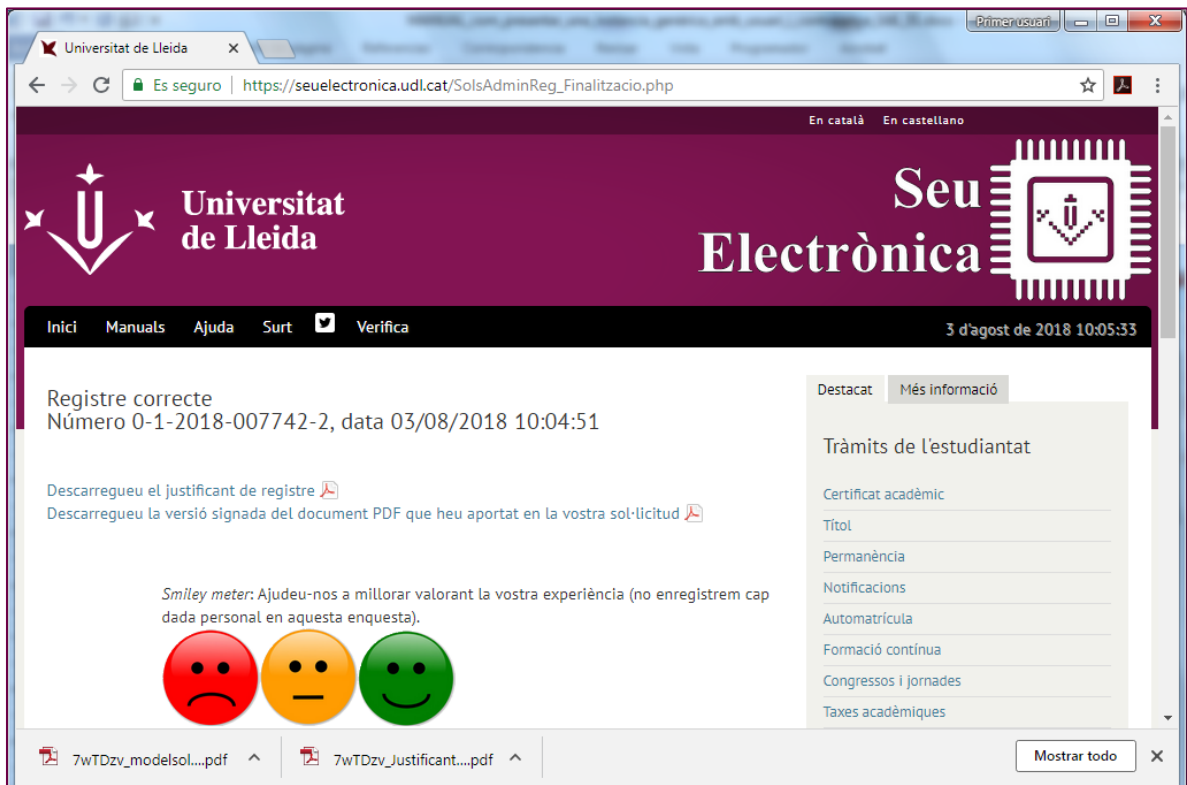 Primer usuari
Universitat de Lleida
Es seguro
https://seuelectronica.udl.cat/SolsAdminReg_Finalitzacio.php
En català En castellano
Universitat
de Lleida
Seu
Electrònica
Inici Manuals Ajuda Surt Verifica
3 d'agost de 2018 10:05:33
Registre correcte
Número 0-1-2018-007742-2, data 03/08/2018 10:04:51
Descarregueu el justificant de registre
Descarregueu la versió signada del document PDF que heu aportat en la vostra sol·licitud
Smiley meter: Ajudeu-nos a millorar valorant la vostra experiència (no enregistrem cap
dada personal en aquesta enquesta).
Destacat Més informació
Tràmits de l'estudiantat
Certificat acadèmic
Títol
Permanència
Notificacions
Automatrícula
Formació contínua
Congressos i jornades
Taxes acadèmiques
7wTDzv_modelsol....pdf
7wTDzv_Justificant....pdf
Mostrar todo